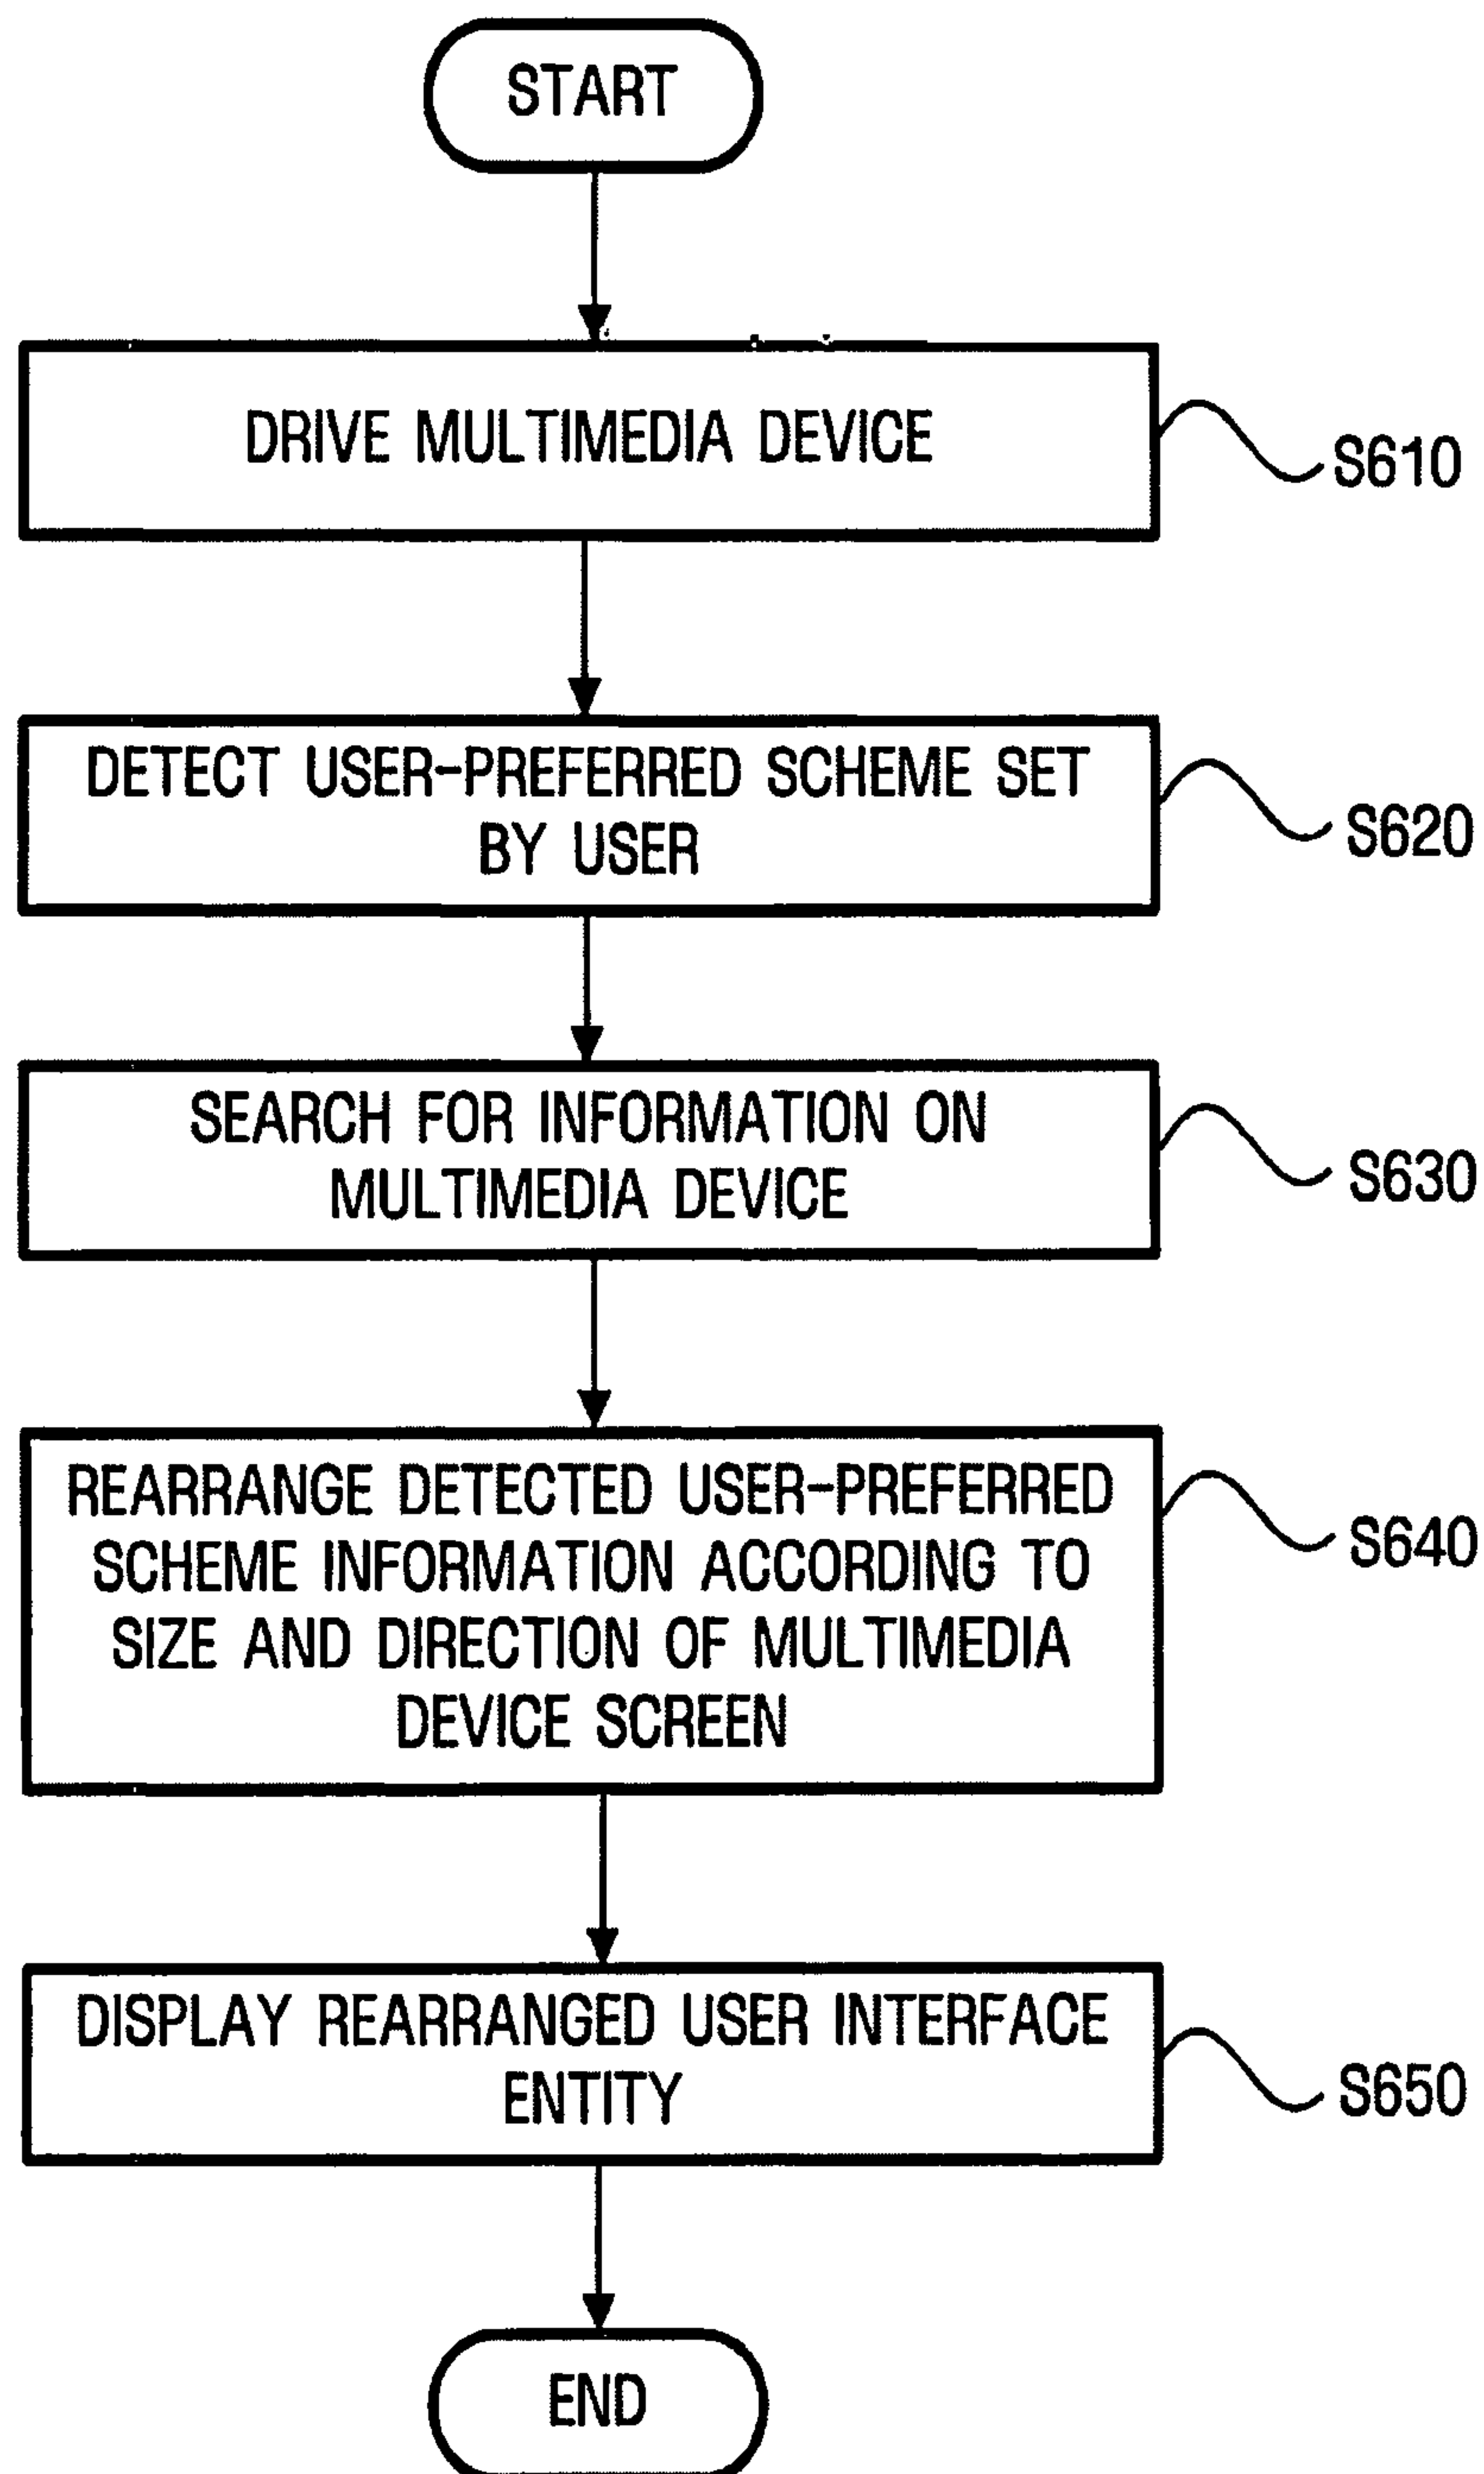 START
DRIVE MULTIMEDIA DEVICE
S610
DETECT USER-PREFERRED SCHEME SET
BY USER
S620
SEARCH FOR INFORMATION ON
MULTIMEDIA DEVICE
S630
REARRANGE DETECTED USER-PREFERRED
SCHEME INFORMATION ACCORDING TO
SIZE AND DIRECTION OF MULTIMEDIA
DEVICE SCREEN
S640
DISPLAY REARRANGED USER INTERFACE
ENTITY
S650
END